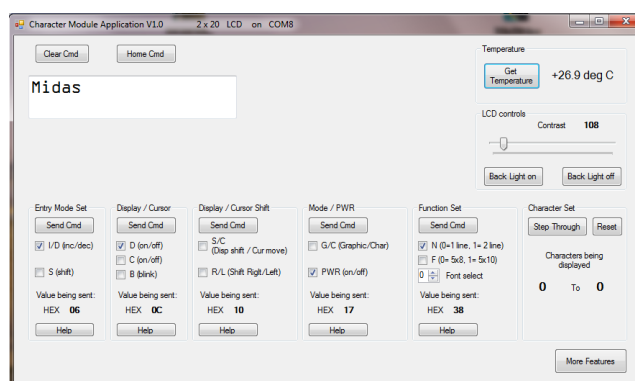 Character Module Application V1.0 2 x 20 LCD on COM8
Clear Cmd Home Cmd
Midas
Temperature
Get Temperature
+26.9 deg C
LCD controls
Contrast 108
Back Light on Back Light off
Entry Mode Set
Send Cmd
I/D (inc/dec)
S (shift)
Value being sent:
HEX 06
Help
Display / Cursor
Send Cmd
D (on/off)
C (on/off)
B (blink)
Value being sent:
HEX 0C
Help
Display / Cursor Shift
Send Cmd
S/C
(Disp shift / Cur move)
R/L (Shift Riglt/Left)
Value being sent:
HEX 10
Help
Mode / PWR
Send Cmd
G/C (Graphic/Char)
PWR (on/off)
Value being sent:
HEX 17
Help
Function Set
Send Cmd
N (0=1 line, 1= 2 line)
F (0= 5x8, 1= 5x10)
0 Font select
Value being sent:
HEX 38
Help
Character Set
Step Through Reset
Characters being
displayed
0 To 0
More Features